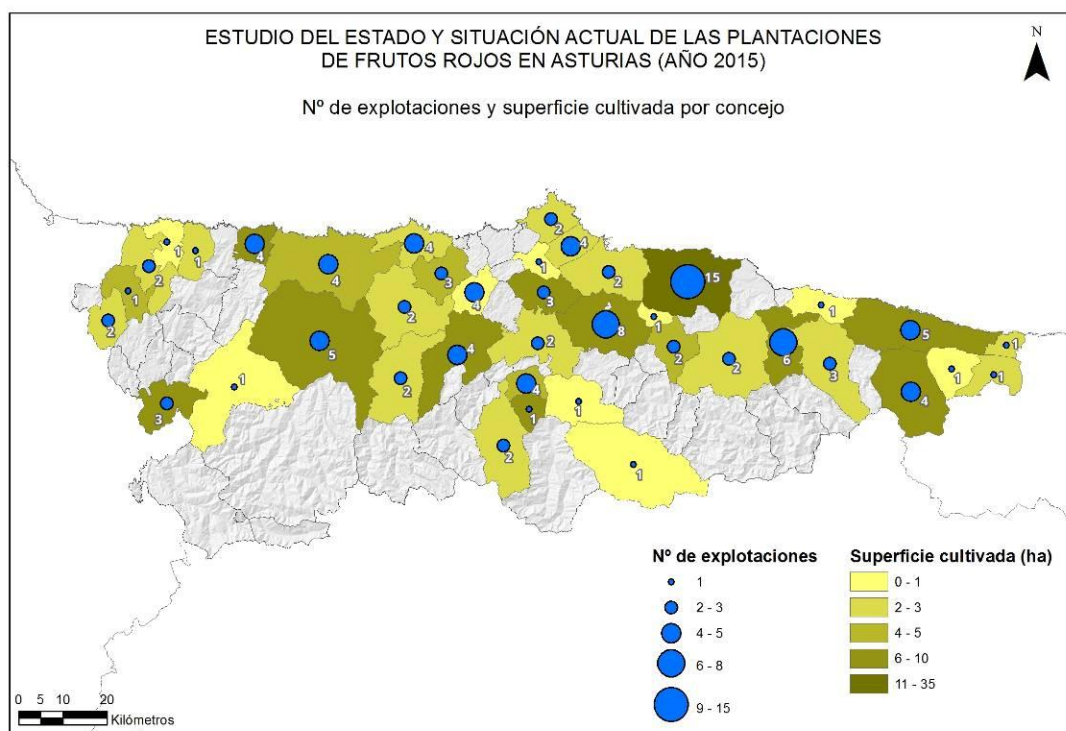 ESTUDIO DEL ESTADO Y SITUACIÓN ACTUAL DE LAS PLANTACIONES
DE FRUTOS ROJOS EN ASTURIAS (AÑO 2015)
N
Nº de explotaciones y superficie cultivada por concejo
2
1
4
4
4
1
1
2
1
2
15
2
4
3
1
2
3
4
1
2
3
8
1
1
5
1
5
4
2
2
2
6
3
1
1
1
2
4
1
1
4
3
2
1
Nº de explotaciones
1
2 - 3
4 - 5
6 - 8
9 - 15
Superficie cultivada (ha)
0 - 1
2 - 3
4 - 5
6 - 10
11 - 35
0 5 10 20
Kilómetros